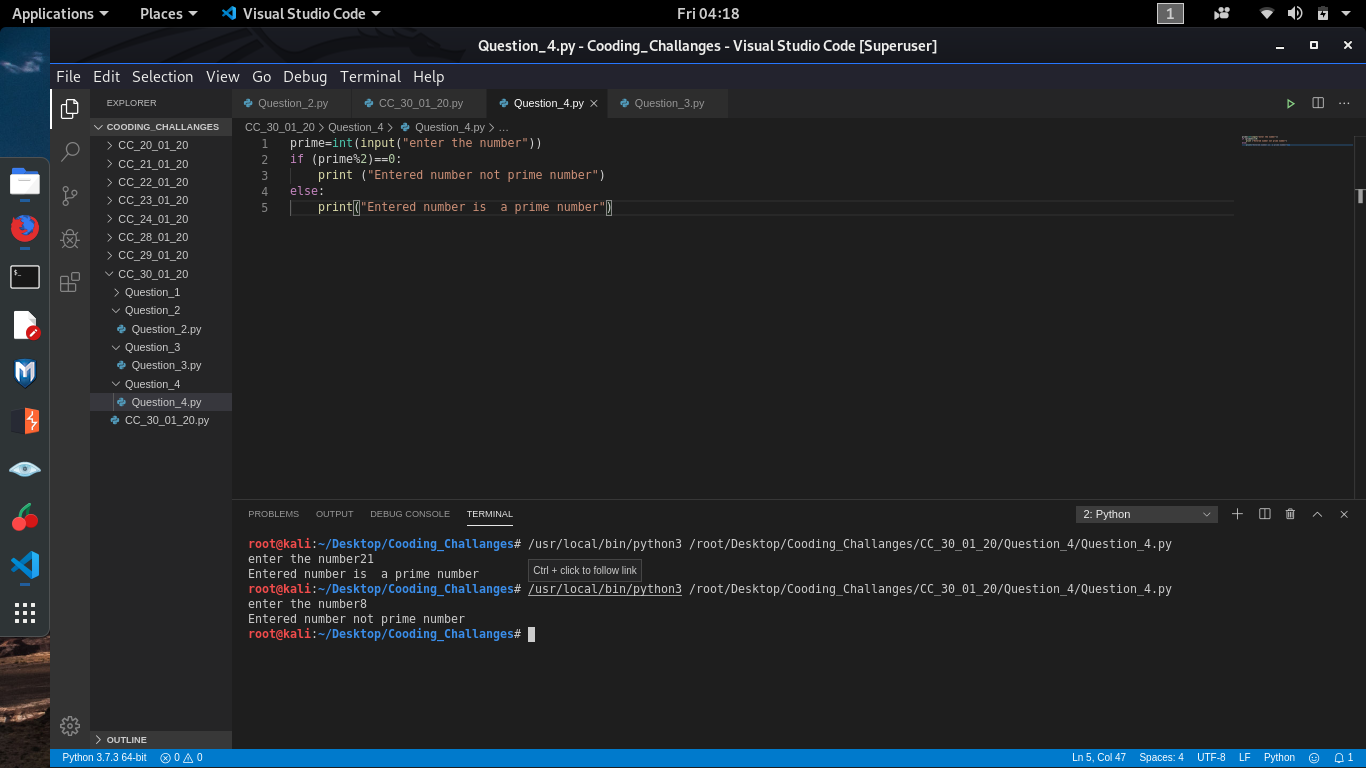 Applications Places Visual Studio Code Fri 04:18 1
Question_4.py - Cooding_Challanges - Visual Studio Code [Superuser]
File Edit Selection View Go Debug Terminal Help
EXPLORER
Question_2.py CC_30_01_20.py Question_4.py Question_3.py
COODING_CHALLANGES
CC_20_01_20
CC_21_01_20
CC_22_01_20
CC_23_01_20
CC_24_01_20
CC_28_01_20
CC_29_01_20
CC_30_01_20
Question_1
Question_2
Question_2.py
Question_3
Question_3.py
Question_4
Question_4.py
CC_30_01_20.py
OUTLINE
CC_30_01_20 > Question_4 > Question_4.py > ...
1 prime=int(input("enter the number"))
2 if (prime%2)==0:
3     print ("Entered number not prime number")
4 else:
5     print("Entered number is  a prime number")
PROBLEMS OUTPUT DEBUG CONSOLE TERMINAL 2: Python
root@kali:~/Desktop/Cooding_Challanges# /usr/local/bin/python3 /root/Desktop/Cooding_Challanges/CC_30_01_20/Question_4/Question_4.py
enter the number21
Entered number is  a prime number
Ctrl + click to follow link
root@kali:~/Desktop/Cooding_Challanges# /usr/local/bin/python3 /root/Desktop/Cooding_Challanges/CC_30_01_20/Question_4/Question_4.py
enter the number8
Entered number not prime number
root@kali:~/Desktop/Cooding_Challanges#
Python 3.7.3 64-bit 0 0 Ln 5, Col 47 Spaces: 4 UTF-8 LF Python 1